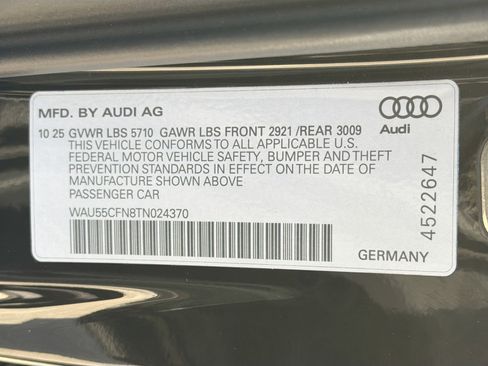 MFD. BY AUDI AG
10 25 GVWR LBS 5710 GAWR LBS FRONT 2921 /REAR 3009
THIS VEHICLE CONFORMS TO ALL APPLICABLE U.S.
FEDERAL MOTOR VEHICLE SAFETY, BUMPER AND THEFT
PREVENTION STANDARDS IN EFFECT ON THE DATE OF
MANUFACTURE SHOWN ABOVE
PASSENGER CAR
WAU55CFN8TN024370
GERMANY
Audi
4522647